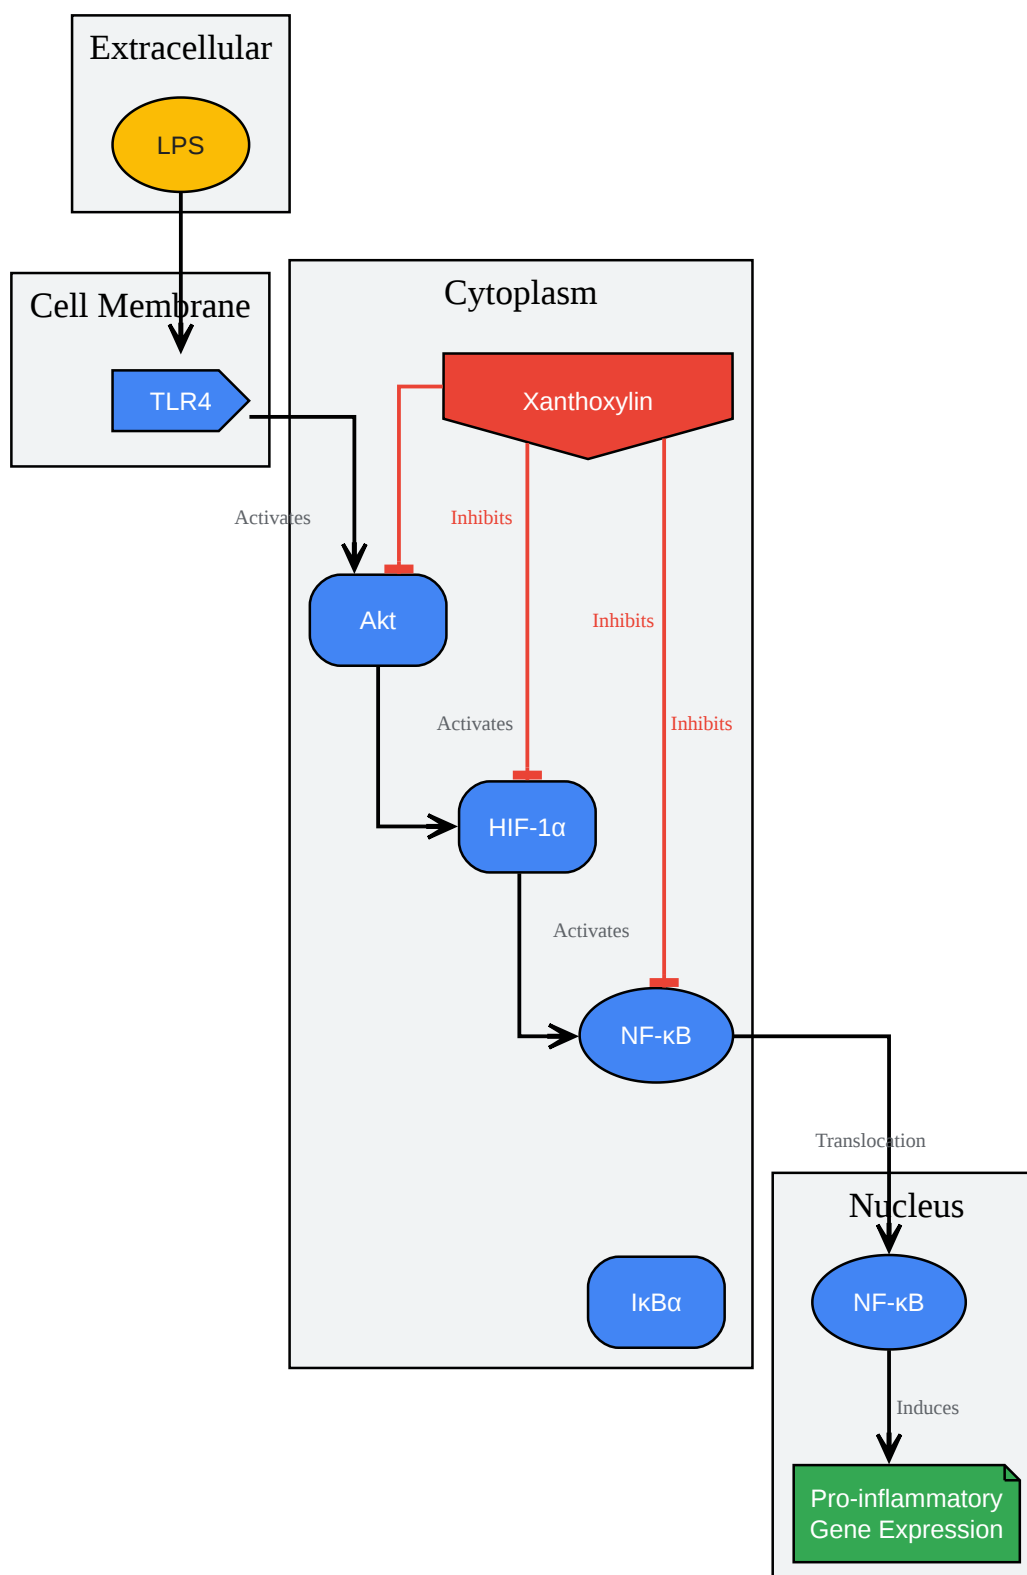 Extracellular
LPS
Cell Membrane
Cytoplasm
TLR4
Xanthoxylin
Activates
Inhibits
Akt
Inhibits
Activates
Inhibits
HIF-1α
Activates
NF-κB
Translocation
Nucleus
IκBα
NF-κB
Induces
Pro-inflammatory
Gene Expression